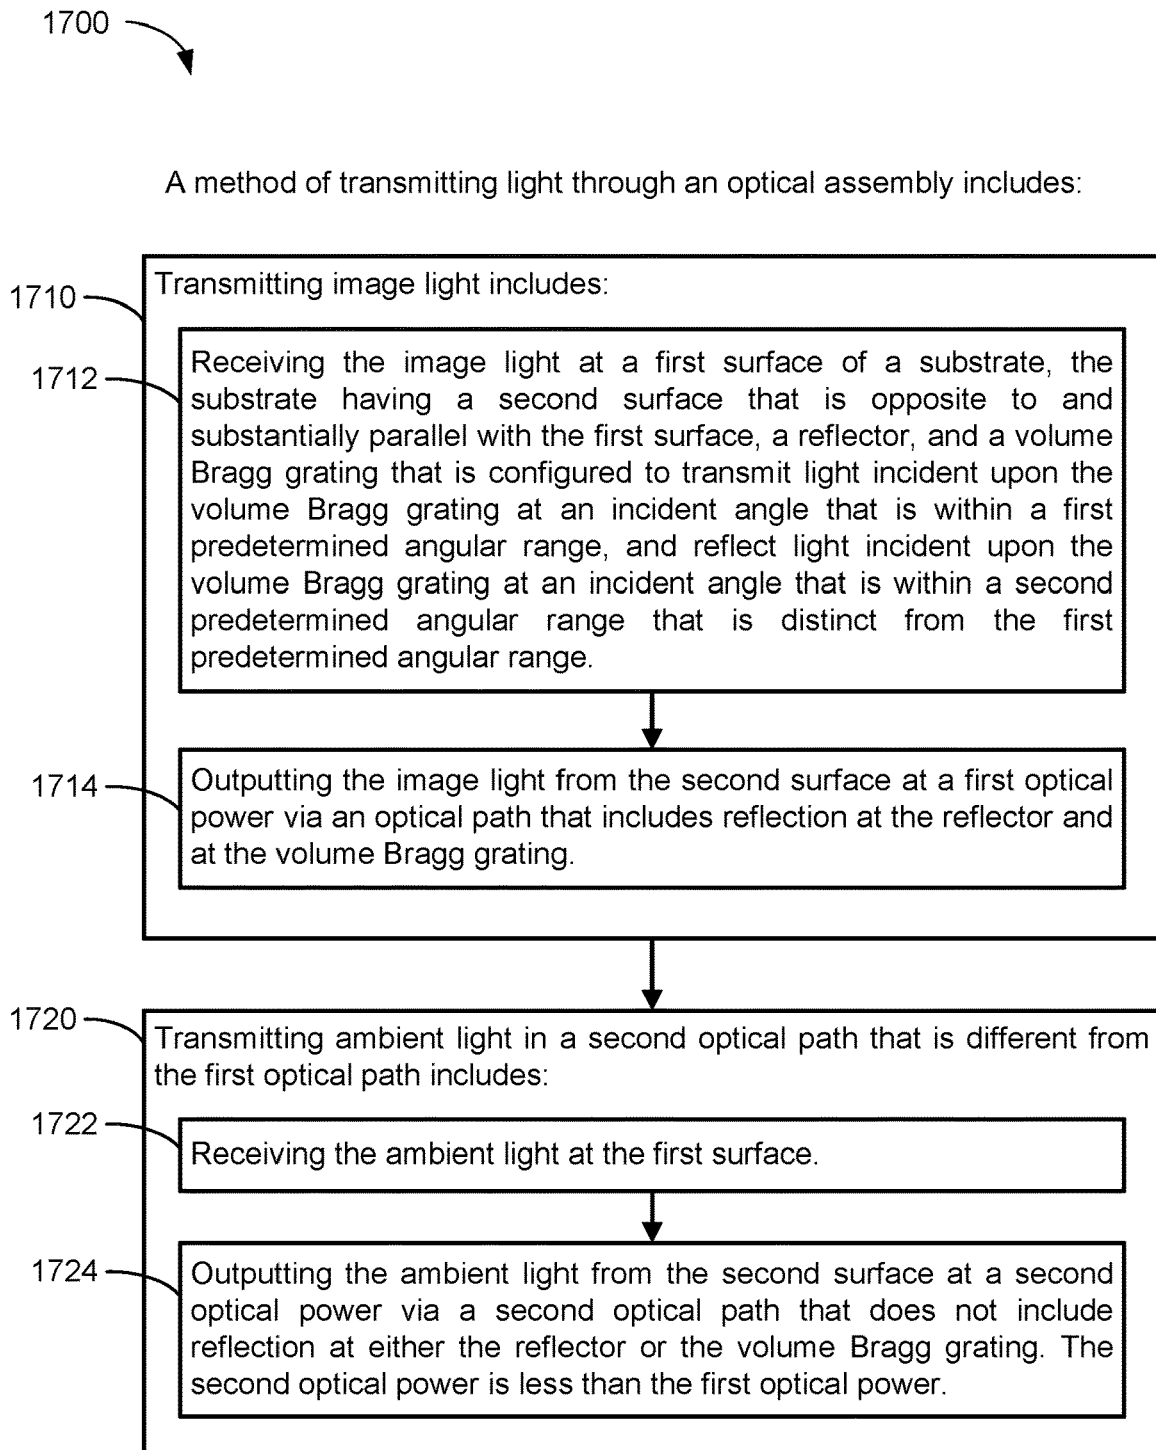 1700
A method of transmitting light through an optical assembly includes:
1710
Transmitting image light includes:
1712
Receiving the image light at a first surface of a substrate, the
substrate having a second surface that is opposite to and
substantially parallel with the first surface, a reflector, and a volume
Bragg grating that is configured to transmit light incident upon the
volume Bragg grating at an incident angle that is within a first
predetermined angular range, and reflect light incident upon the
volume Bragg grating at an incident angle that is within a second
predetermined angular range that is distinct from the first
predetermined angular range.
1714
Outputting the image light from the second surface at a first optical
power via an optical path that includes reflection at the reflector and
at the volume Bragg grating.
1720
Transmitting ambient light in a second optical path that is different from
the first optical path includes:
1722
Receiving the ambient light at the first surface.
1724
Outputting the ambient light from the second surface at a second
optical power via a second optical path that does not include
reflection at either the reflector or the volume Bragg grating. The
second optical power is less than the first optical power.